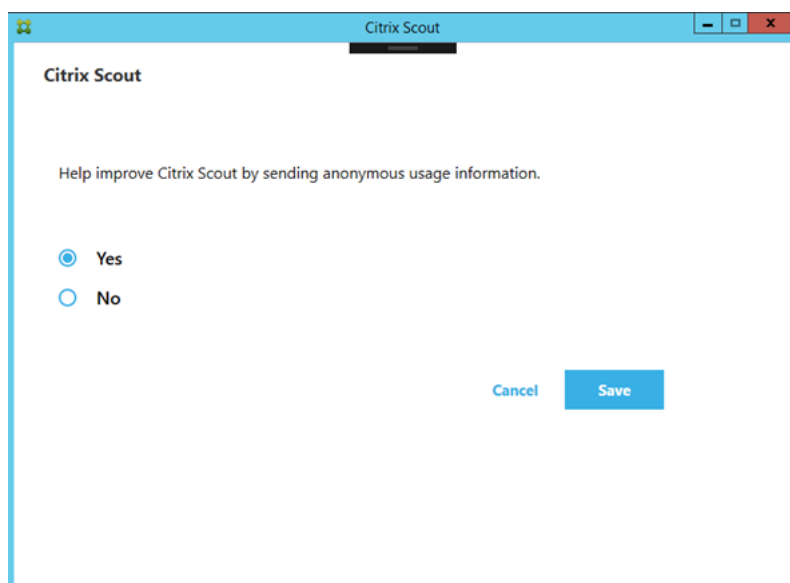 Citrix Scout
Citrix Scout
Help improve Citrix Scout by sending anonymous usage information.
Yes
No
Cancel Save